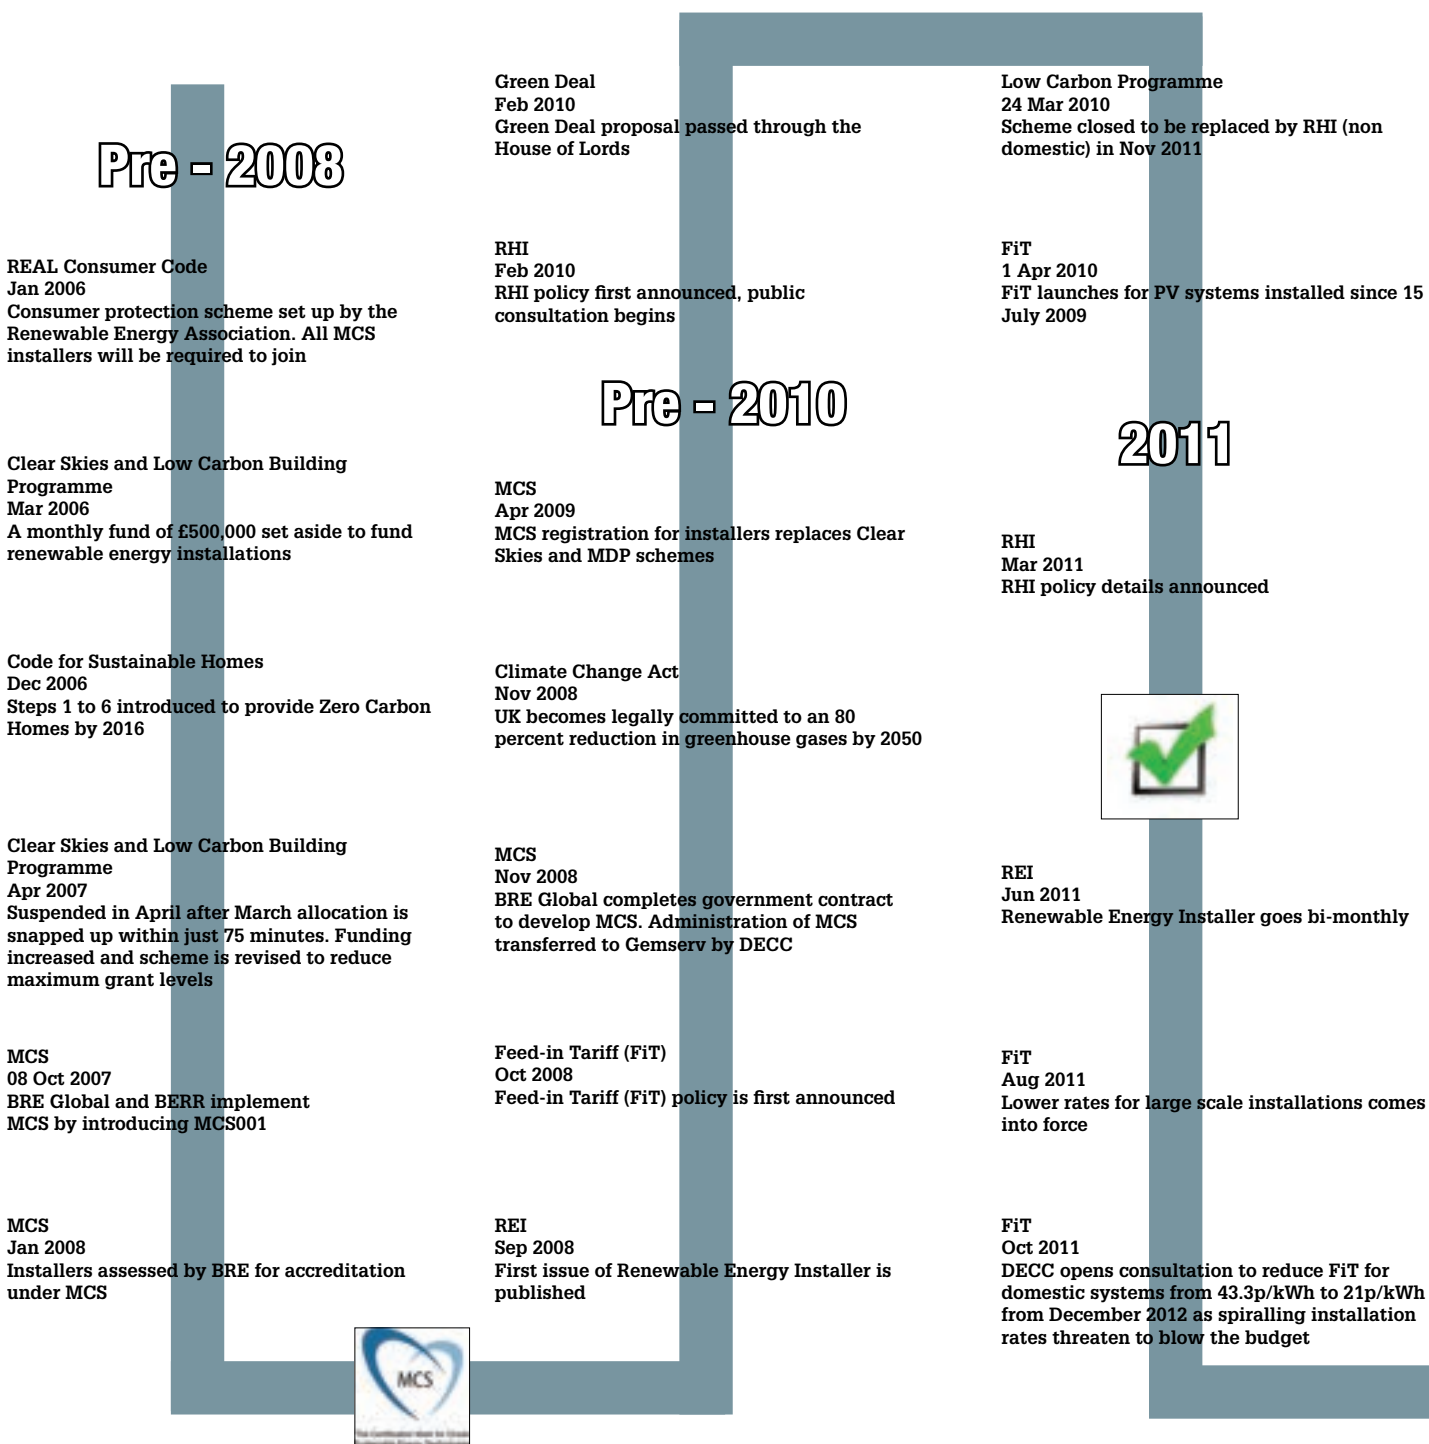 Pre - 2008
REAL Consumer Code
Jan 2006
Consumer protection scheme set up by the
Renewable Energy Association. All MCS
installers will be required to join
Clear Skies and Low Carbon Building
Programme
Mar 2006
A monthly fund of £500,000 set aside to fund
renewable energy installations
Code for Sustainable Homes
Dec 2006
Steps 1 to 6 introduced to provide Zero Carbon
Homes by 2016
Clear Skies and Low Carbon Building
Programme
Apr 2007
Suspended in April after March allocation is
snapped up within just 75 minutes. Funding
increased and scheme is revised to reduce
maximum grant levels
MCS
08 Oct 2007
BRE Global and BERR implement
MCS by introducing MCS001
MCS
Jan 2008
Installers assessed by BRE for accreditation
under MCS
MCS
Green Deal
Feb 2010
Green Deal proposal passed through the
House of Lords
RHI
Feb 2010
RHI policy first announced, public
consultation begins
Pre - 2010
MCS
Apr 2009
MCS registration for installers replaces Clear
Skies and MDP schemes
Climate Change Act
Nov 2008
UK becomes legally committed to an 80
percent reduction in greenhouse gases by 2050
MCS
Nov 2008
BRE Global completes government contract
to develop MCS. Administration of MCS
transferred to Gemserv by DECC
Feed-in Tariff (FiT)
Oct 2008
Feed-in Tariff (FiT) policy is first announced
REI
Sep 2008
First issue of Renewable Energy Installer is
published
Low Carbon Programme
24 Mar 2010
Scheme closed to be replaced by RHI (non
domestic) in Nov 2011
FiT
1 Apr 2010
FiT launches for PV systems installed since 15
July 2009
2011
RHI
Mar 2011
RHI policy details announced
REI
Jun 2011
Renewable Energy Installer goes bi-monthly
FiT
Aug 2011
Lower rates for large scale installations comes
into force
FiT
Oct 2011
DECC opens consultation to reduce FiT for
domestic systems from 43.3p/kWh to 21p/kWh
from December 2012 as spiralling installation
rates threaten to blow the budget